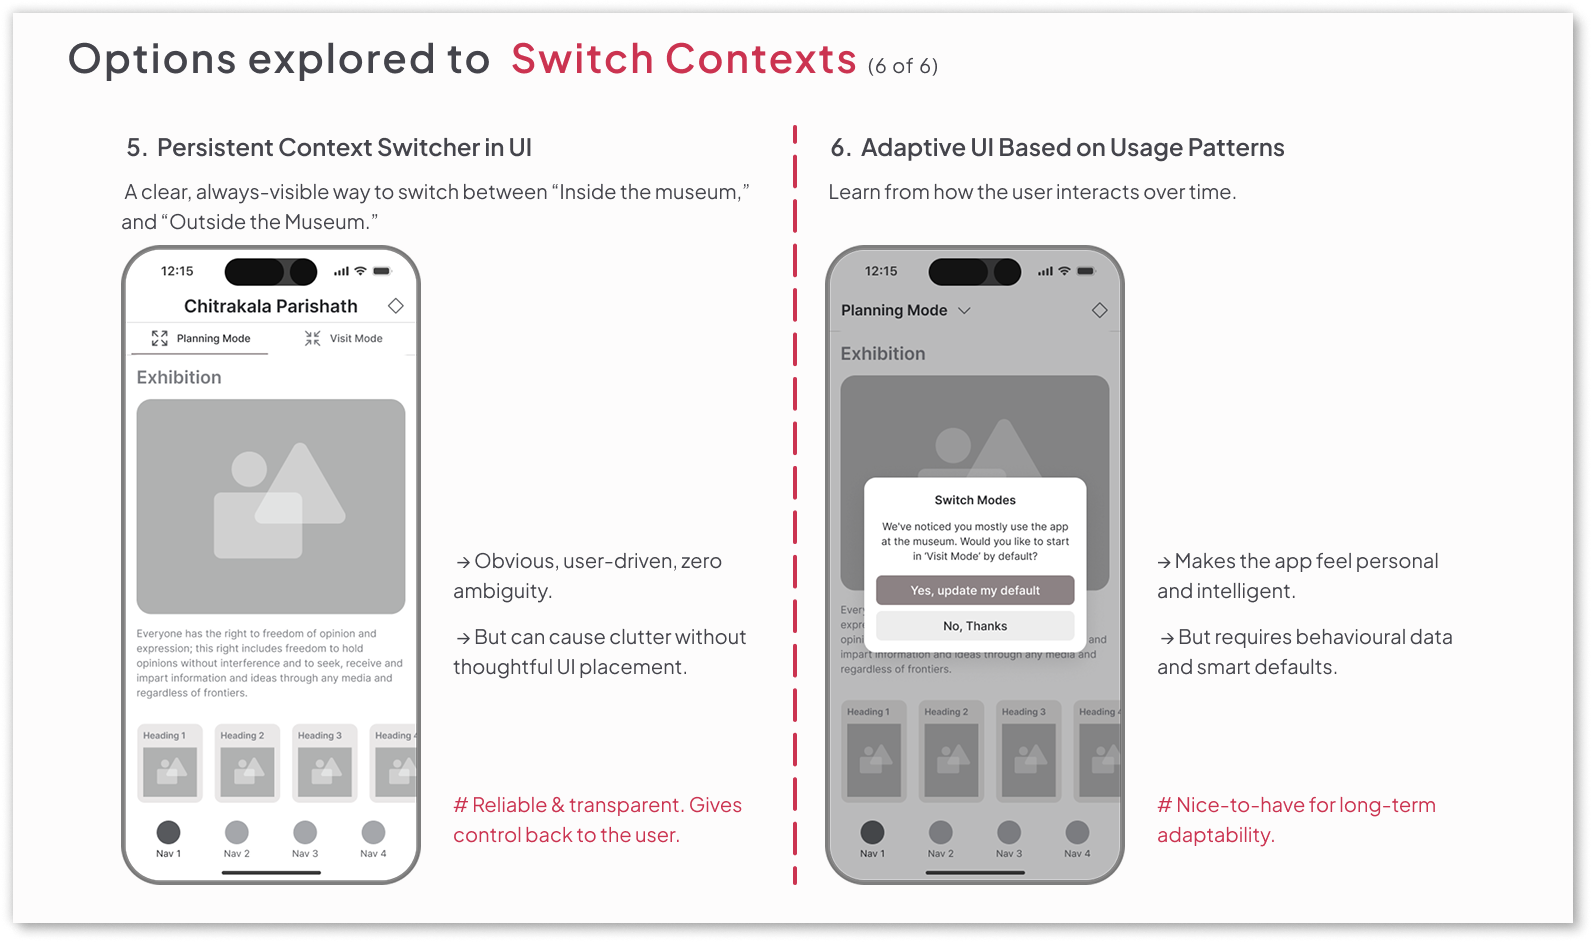 Options explored to Switch Contexts (6 of 6)
5. Persistent Context Switcher in UI
A clear, always-visible way to switch between “Inside the museum,”
and “Outside the Museum.”
12:15
Chitrakala Parishath
Planning Mode
Visit Mode
Exhibition
Everyone has the right to freedom of opinion and
expression; this right includes freedom to hold
opinions without interference and to seek, receive and
impart information and ideas through any media and
regardless of frontiers.
Heading 1
Heading 2
Heading 3
Heading
Nav 1
Nav 2
Nav 3
Nav 4
→ Obvious, user-driven, zero
ambiguity.
→ But can cause clutter without
thoughtful UI placement.
# Reliable & transparent. Gives
control back to the user.
6. Adaptive UI Based on Usage Patterns
Learn from how the user interacts over time.
12:15
Planning Mode
Exhibition
Switch Modes
We've noticed you mostly use the app
at the museum. Would you like to start
in ‘Visit Mode’ by default?
Yes, update my default
No, Thanks
impart information and ideas through any media and
regardless of frontiers.
Heading 1
Heading 2
Heading 3
Heading
Nav 1
Nav 2
Nav 3
Nav 4
→ Makes the app feel personal
and intelligent.
→ But requires behavioural data
and smart defaults.
# Nice-to-have for long-term
adaptability.